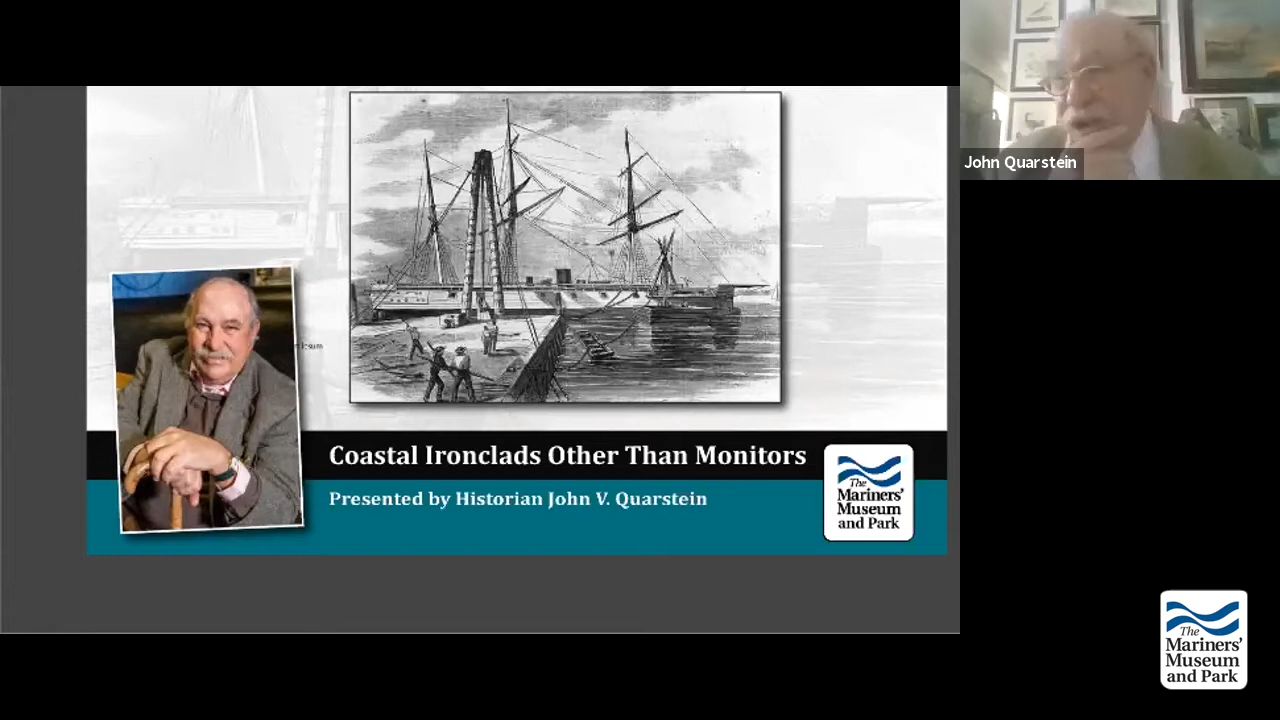 John Quarstein
Coastal Ironclads Other Than Monitors
Presented by Historian John V. Quarstein
The
Mariners'
Museum
and Park
The
Mariners'
Museum
and Park